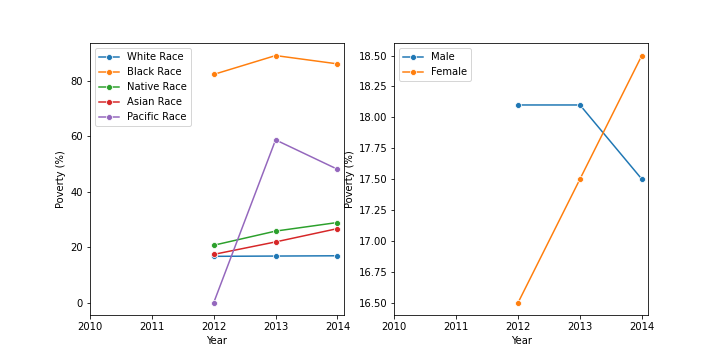 White Race
Black Race
Native Race
Asian Race
Pacific Race
80
60
40
20
0
Poverty (%)
2010 2011 2012 2013 2014
Year
Male
Female
18.50
18.25
18.00
17.75
17.50
17.25
17.00
16.75
16.50
Poverty (%)
2010 2011 2012 2013 2014
Year